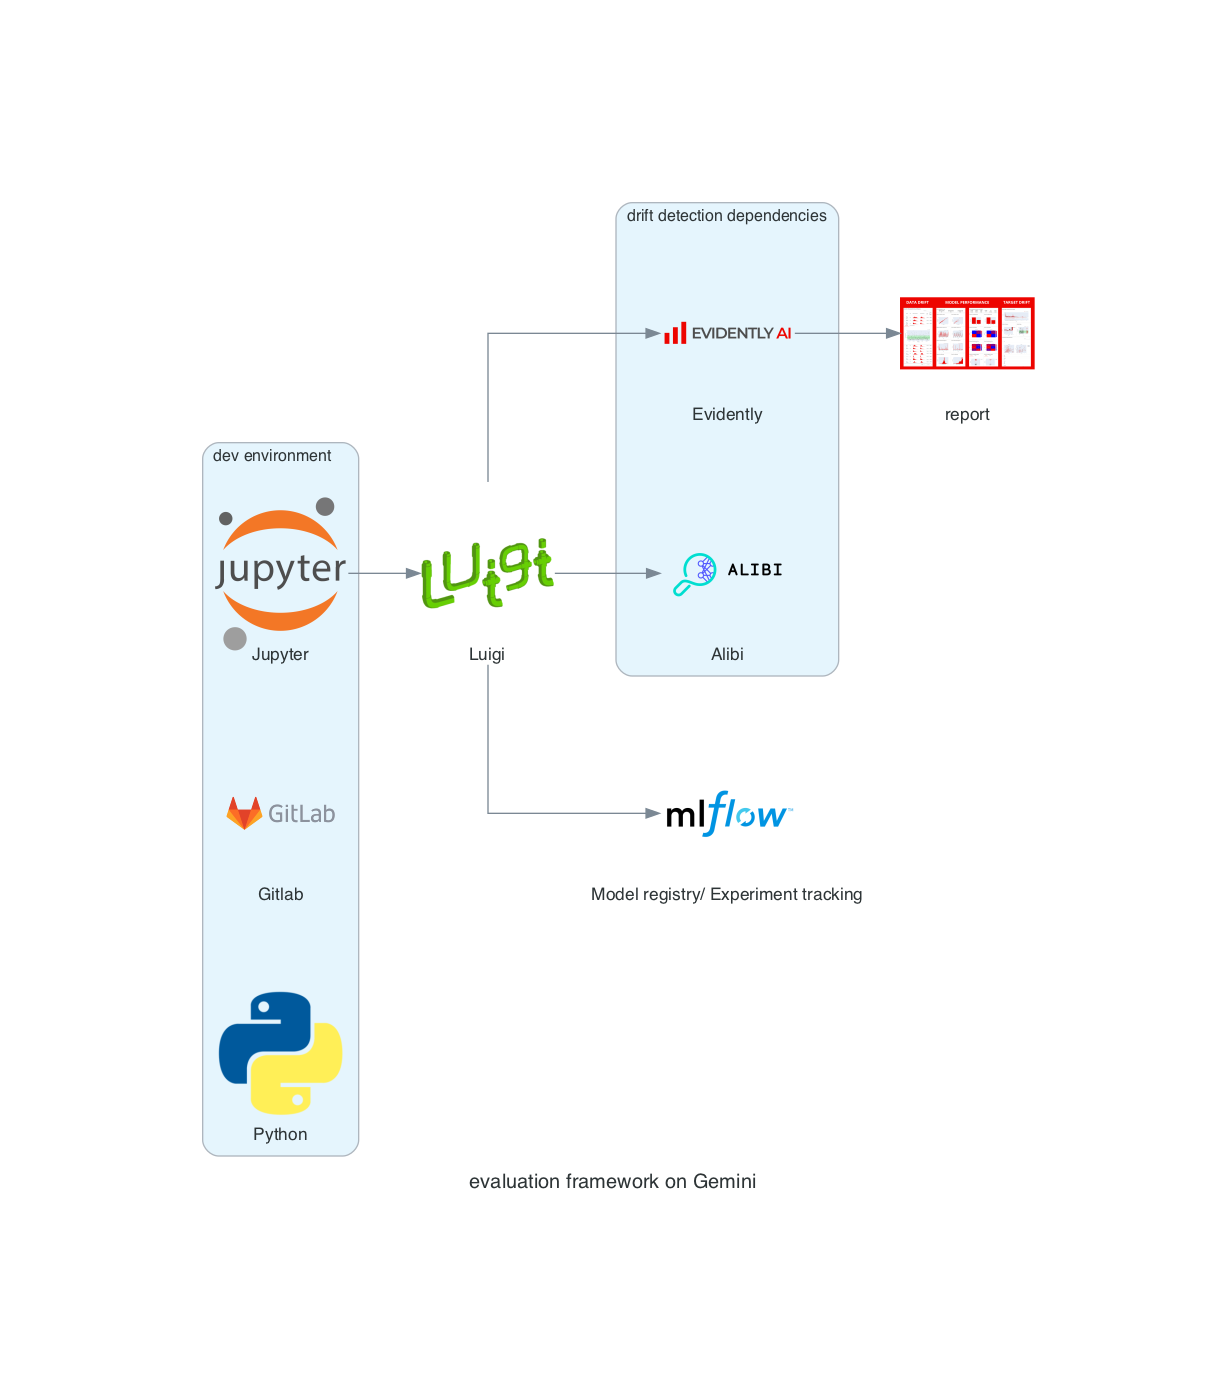 drift detection dependencies
EVIDENTLY AI
Evidently
DATA DRIFT MODEL PERFORMANCE TARGET DRIFT
report
dev environment
jupyter
Jupyter
Luigi
Luigi
ALIBI
Alibi
GitLab
Gitlab
mlflow™
Model registry/ Experiment tracking
Python
evaluation framework on Gemini